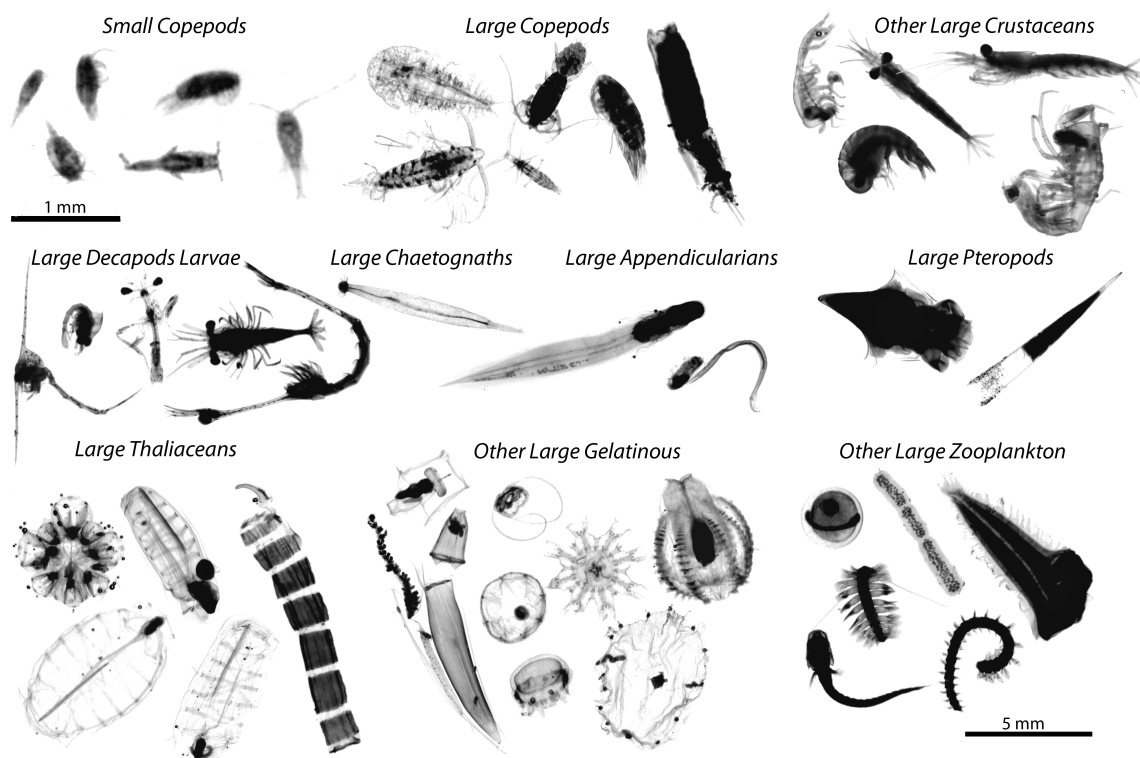 Small Copepods
Large Copepods
Other Large Crustaceans
1 mm
Large Decapods Larvae
Large Chaetognaths
Large Appendicularians
Large Pteropods
Large Thaliaceans
Other Large Gelatinous
Other Large Zooplankton
5 mm